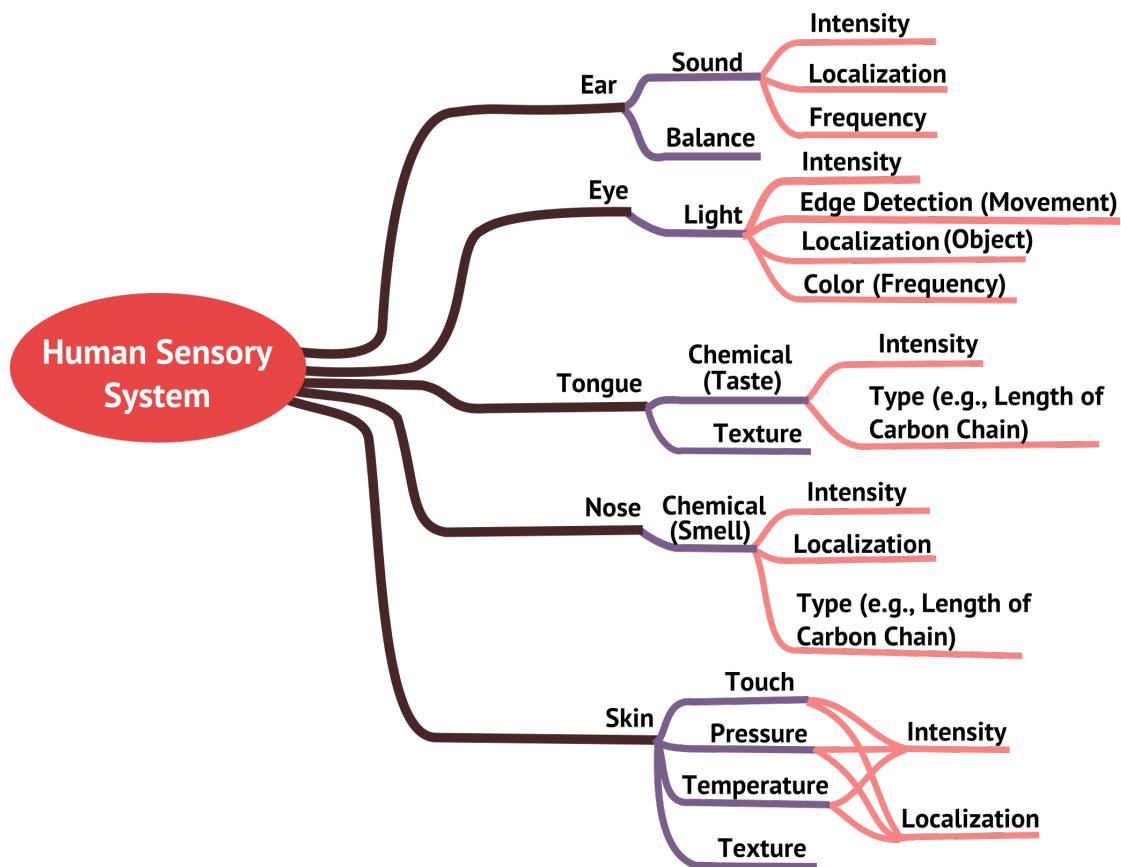 Human Sensory
System
Ear
Sound
Intensity
Localization
Frequency
Balance
Eye
Light
Intensity
Edge Detection (Movement)
Localization (Object)
Color (Frequency)
Tongue
Chemical
(Taste)
Intensity
Type (e.g., Length of
Carbon Chain)
Texture
Nose
Chemical
(Smell)
Intensity
Localization
Type (e.g., Length of
Carbon Chain)
Skin
Touch
Pressure
Temperature
Texture
Intensity
Localization